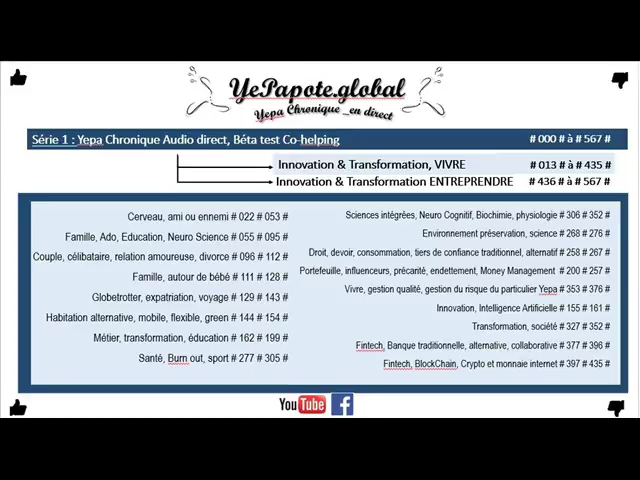 YePapote.global
Yepa Chronique _en direct
Série 1 : Yepa Chronique Audio direct, Béta test Co-helping # 000 # à # 567 #
Innovation & Transformation, VIVRE # 013 # à # 435 #
Innovation & Transformation ENTREPRENDRE # 436 # à # 567 #
Cerveau, ami ou ennemi # 022 # 053 #
Famille, Ado, Education, Neuro Science # 055 # 095 #
Couple, célibataire, relation amoureuse, divorce # 096 # 112 #
Famille, autour de bébé # 111 # 128 #
Globetrotter, expatriation, voyage # 129 # 143 #
Habitation alternative, mobile, flexible, green # 144 # 154 #
Métier, transformation, éducation # 162 # 199 #
Santé, Burn out, sport # 277 # 305 #
Sciences intégrées, Neuro Cognitif, Biochimie, physiologie # 306 # 352 #
Environnement préservation, science # 268 # 276 #
Droit, devoir, consommation, tiers de confiance traditionnel, alternatif # 258 # 267 #
Portefeuille, influenceurs, précarité, endettement, Money Management # 200 # 257 #
Vivre, gestion qualité, gestion du risque du particulier Yepa # 353 # 376 #
Innovation, Intelligence Artificielle # 155 # 161 #
Transformation, société # 327 # 352 #
Fintech, Banque traditionnelle, alternative, collaborative # 377 # 396 #
Fintech, BlockChain, Crypto et monnaie internet # 397 # 435 #
YouTube f